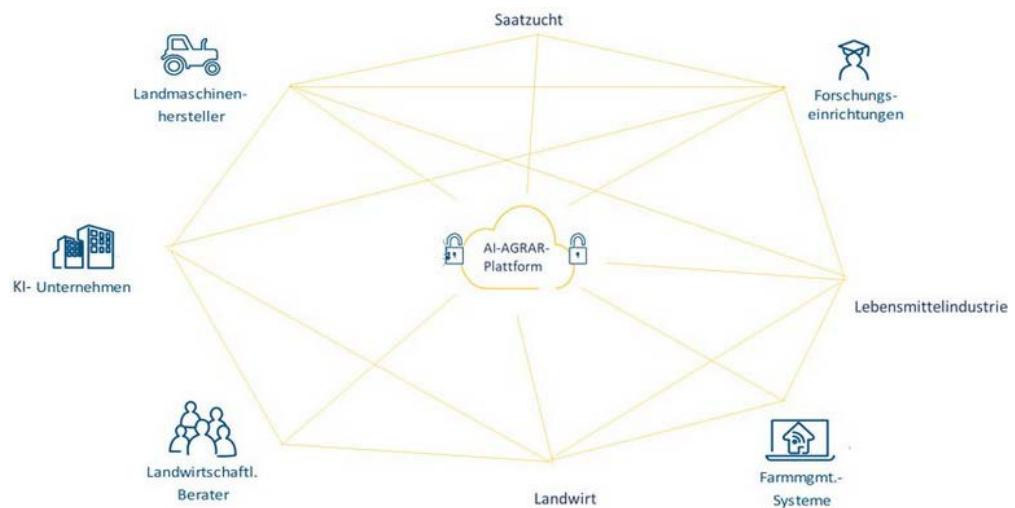 Saatzucht
Landmaschinen-
hersteller
Forschungs-
einrichtungen
AI-AGRAR-
Plattform
KI- Unternehmen
Lebensmittelindustrie
Landwirtschaftl.
Berater
Landwirt
Farmmgmt.-
Systeme